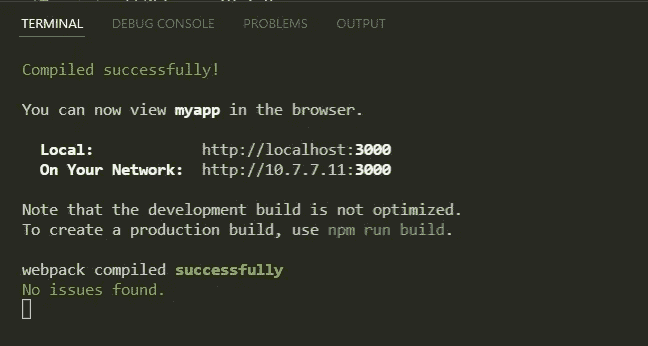 TERMINAL DEBUG CONSOLE PROBLEMS OUTPUT
Compiled successfully!
You can now view myapp in the browser.
Local: http://localhost:3000
On Your Network: http://10.7.7.11:3000
Note that the development build is not optimized.
To create a production build, use npm run build.
webpack compiled successfully
No issues found.